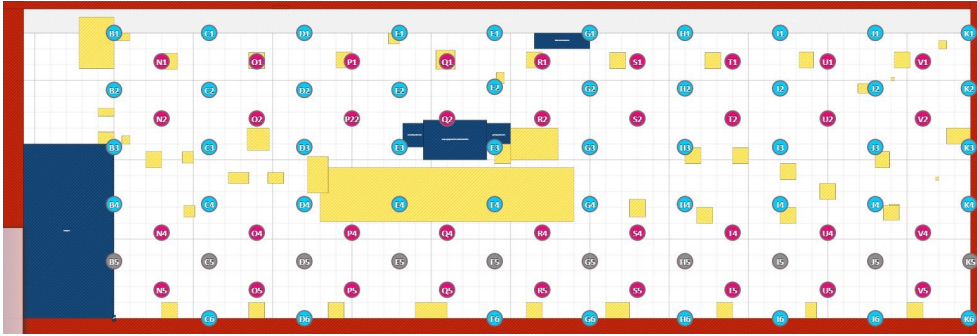 B1 C1 D1 E1 F1 G1 H1 I1 J1 K1
N1 O1 P1 Q1 R1 S1 T1 U1 V1
B2 C2 D2 E2 F2 G2 H2 I2 J2 K2
N2 O2 P22 Q2 R2 S2 T2 U2 V2
B3 C3 D3 E3 F3 G3 H3 I3 J3 K3
B4 C4 D4 E4 F4 G4 H4 I4 J4 K4
N4 O4 P4 Q4 R4 S4 T4 U4 V4
B5 C5 D5 E5 F5 G5 H5 I5 J5 K5
N5 O5 P5 Q5 R5 S5 T5 U5 V5
C6 D6 F6 G6 H6 I6 J6 K6